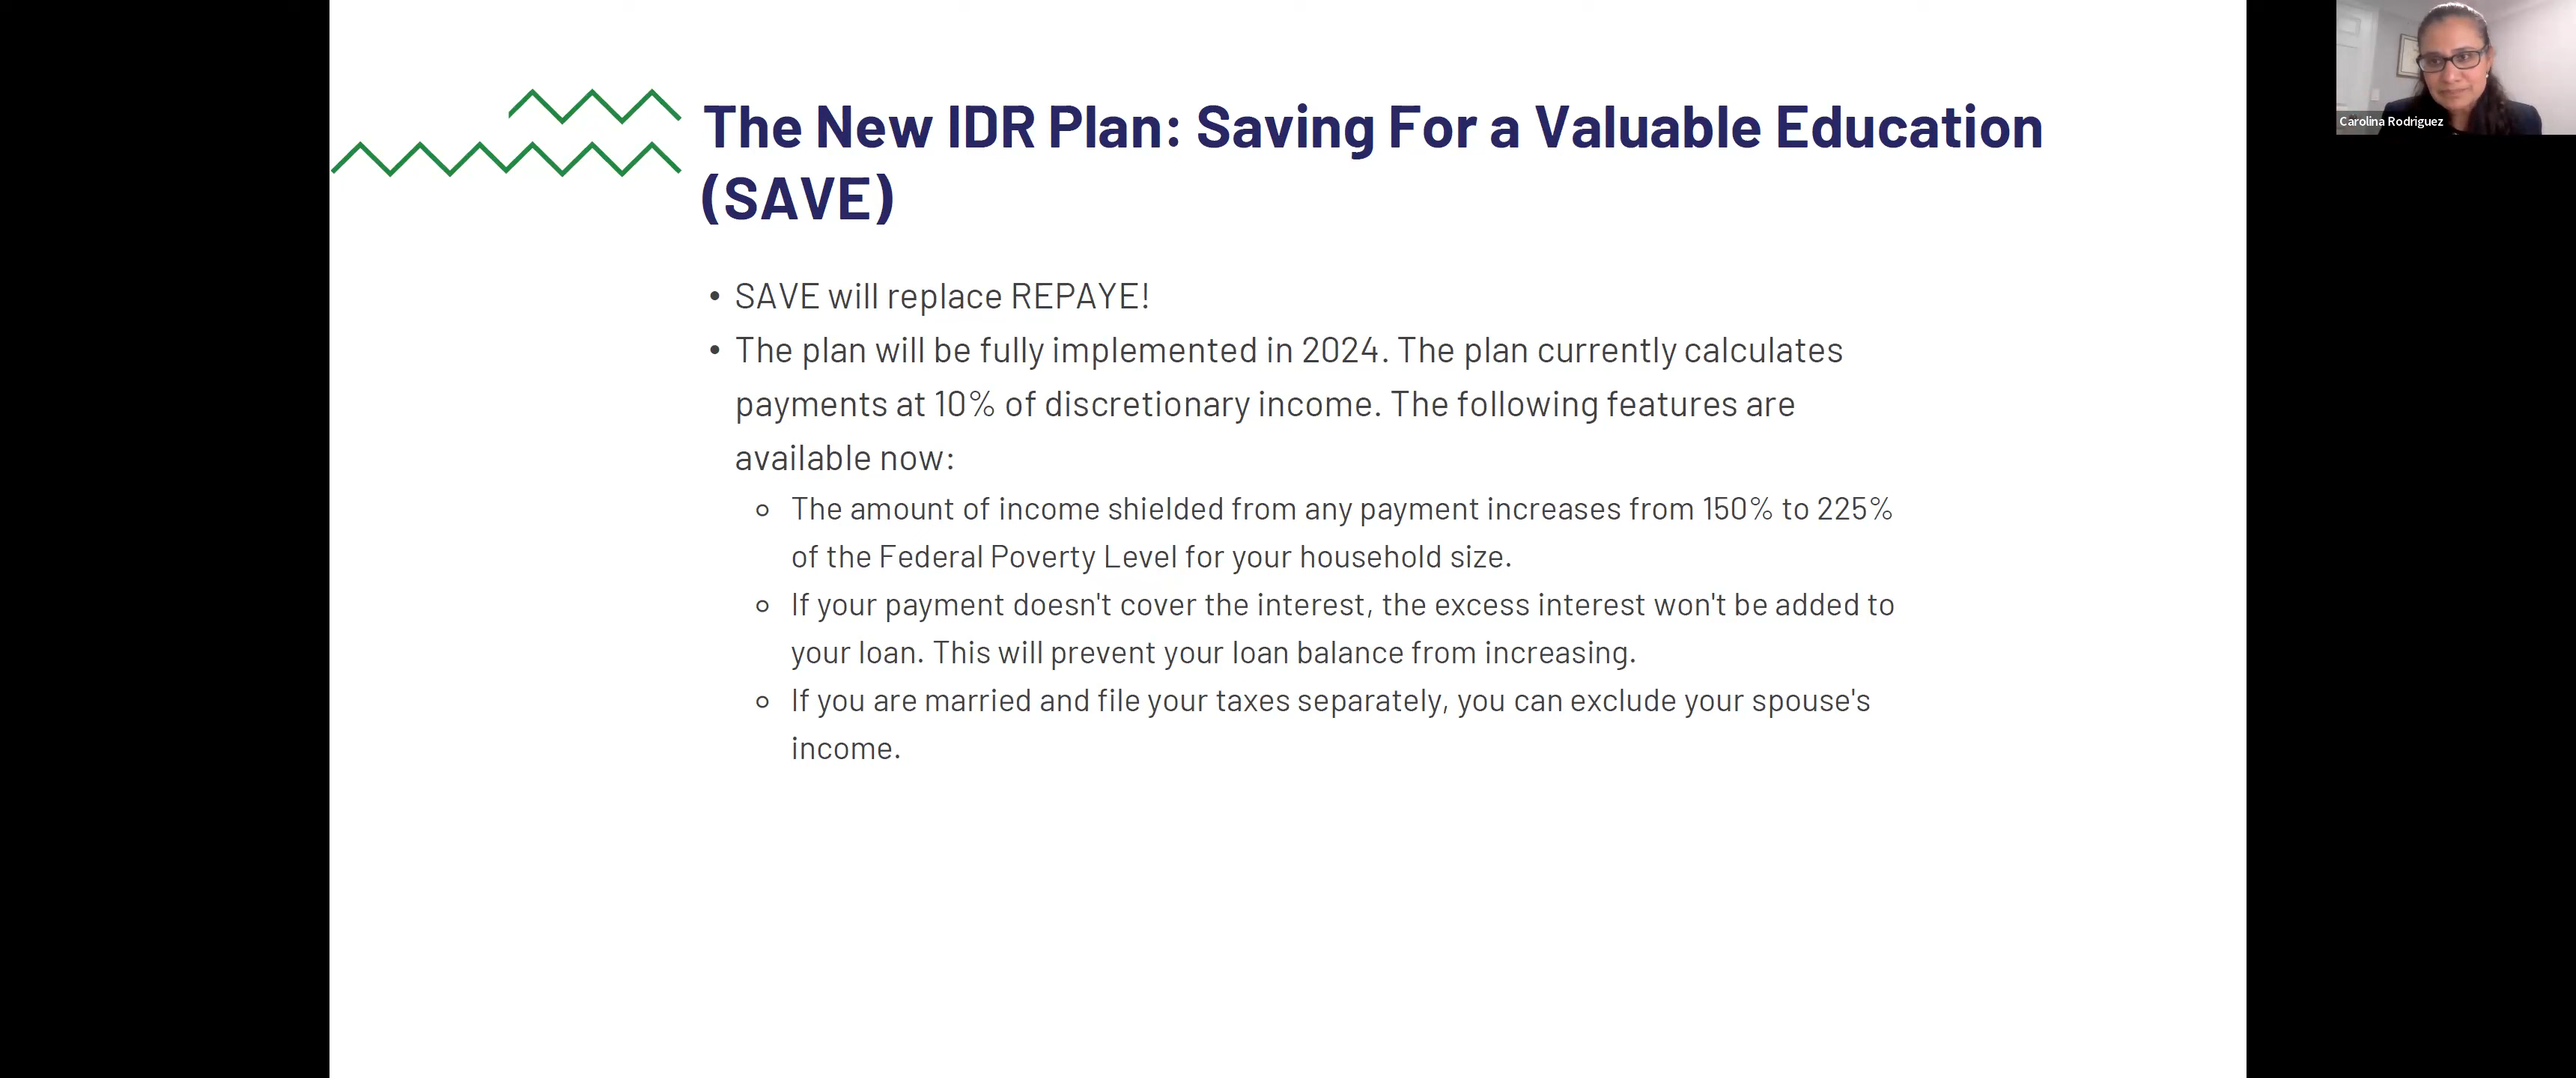 The New IDR Plan: Saving For a Valuable Education
(SAVE)
• SAVE will replace REPAYE!
• The plan will be fully implemented in 2024. The plan currently calculates
payments at 10% of discretionary income. The following features are
available now:
○ The amount of income shielded from any payment increases from 150% to 225%
of the Federal Poverty Level for your household size.
○ If your payment doesn't cover the interest, the excess interest won't be added to
your loan. This will prevent your loan balance from increasing.
○ If you are married and file your taxes separately, you can exclude your spouse's
income.
Carolina Rodriguez